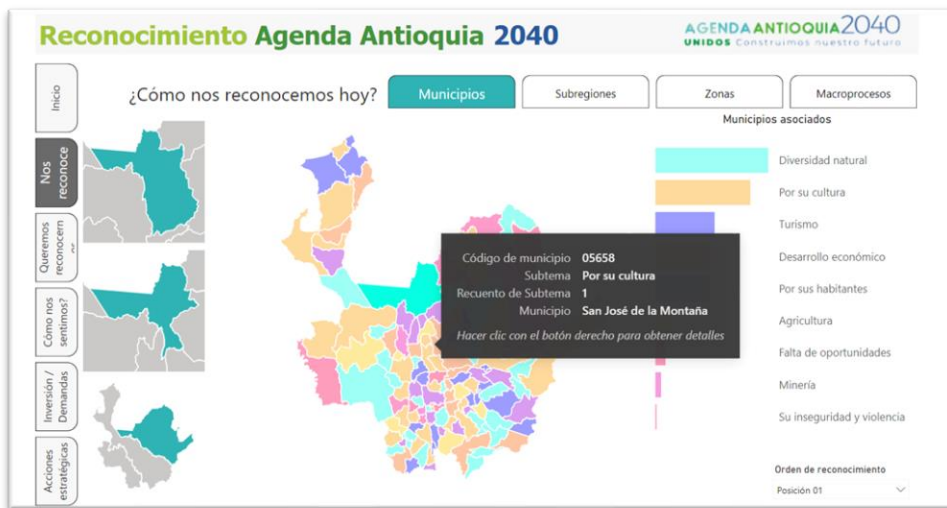 Reconocimiento Agenda Antioquia 2040
AGENDA ANTIOQUIA 2040
UNIDOS Construimos nuestro futuro
¿Cómo nos reconocemos hoy?
Municipios
Subregiones
Zonas
Macroprocesos
Inicio
Nos
reconoce
Queremos
reconocern
Cómo nos
sentimos?
Inversión /
Demandas
Acciones
estratégicas
Código de municipio 05658
Subtema Por su cultura
Recuento de Subtema 1
Municipio San José de la Montaña
Hacer clic con el botón derecho para obtener detalles
Municipios asociados
Diversidad natural
Por su cultura
Turismo
Desarrollo económico
Por sus habitantes
Agricultura
Falta de oportunidades
Minería
Su inseguridad y violencia
Orden de reconocimiento
Posición 01